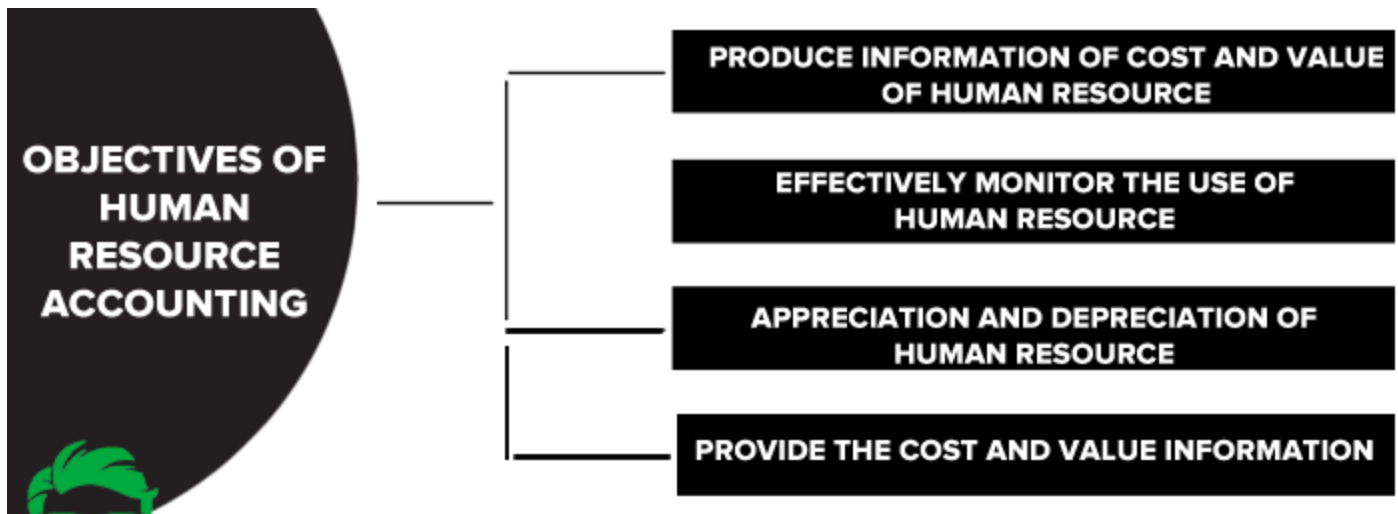 OBJECTIVES OF
HUMAN
RESOURCE
ACCOUNTING
PRODUCE INFORMATION OF COST AND VALUE
OF HUMAN RESOURCE
EFFECTIVELY MONITOR THE USE OF
HUMAN RESOURCE
APPRECIATION AND DEPRECIATION OF
HUMAN RESOURCE
PROVIDE THE COST AND VALUE INFORMATION